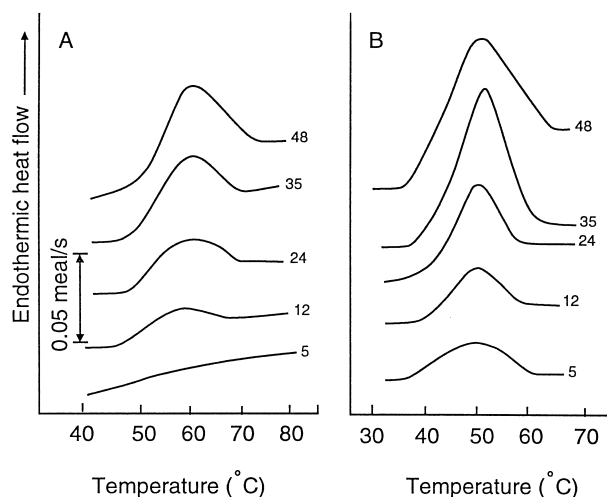 A
B
Endothermic heat flow
0.05 meal/s
48
35
24
12
5
48
35
24
12
5
40 50 60 70 80
30 40 50 60 70
Temperature (°C)
Temperature (°C)